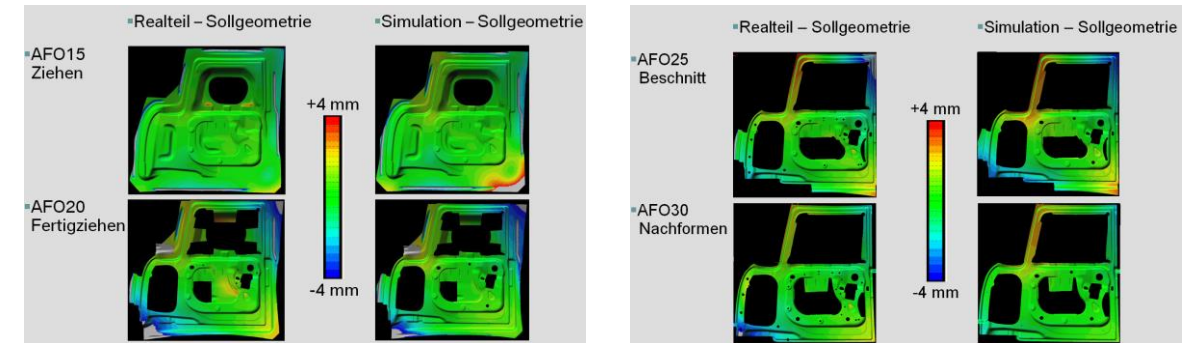 ▪Realteil – Sollgeometrie
▪Simulation – Sollgeometrie
▪AFO15
Ziehen
+4 mm
▪AFO20
Fertigziehen
-4 mm
▪Realteil – Sollgeometrie
▪Simulation – Sollgeometrie
▪AFO25
Beschnitt
+4 mm
▪AFO30
Nachformen
-4 mm